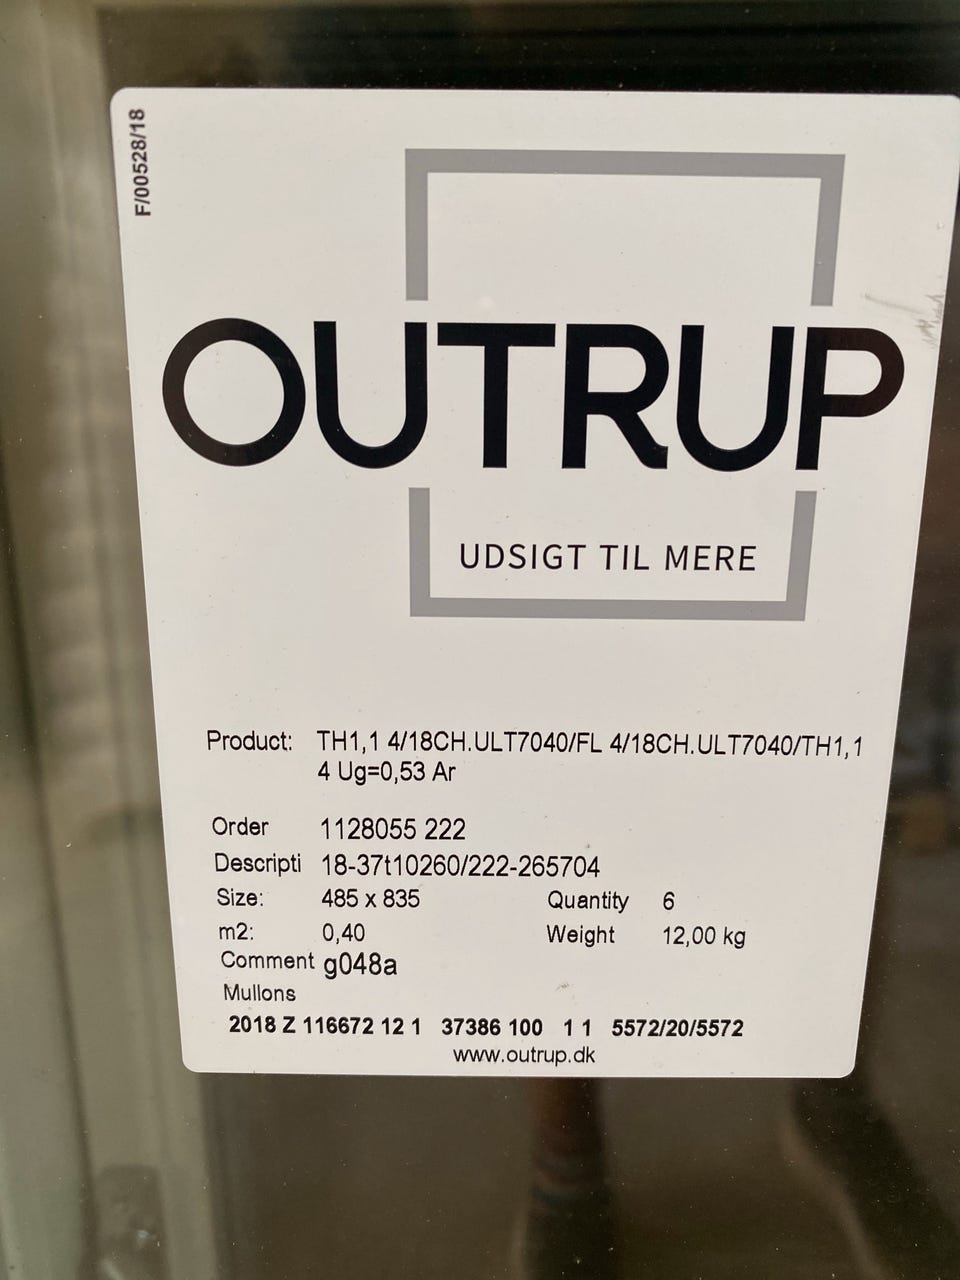 F/00528/18
OUTRUP
UDSIGT TIL MERE
Product: TH1,1 4/18CH.ULT7040/FL 4/18CH.ULT7040/TH1,1
4 Ug=0,53 Ar
Order 1128055 222
Descripti 18-37t10260/222-265704
Size: 485 x 835 Quantity 6
m2: 0,40 Weight 12,00 kg
Comment g048a
Mullons
2018 Z 116672 12 1 37386 100 1 1 5572/20/5572
www.outrup.dk